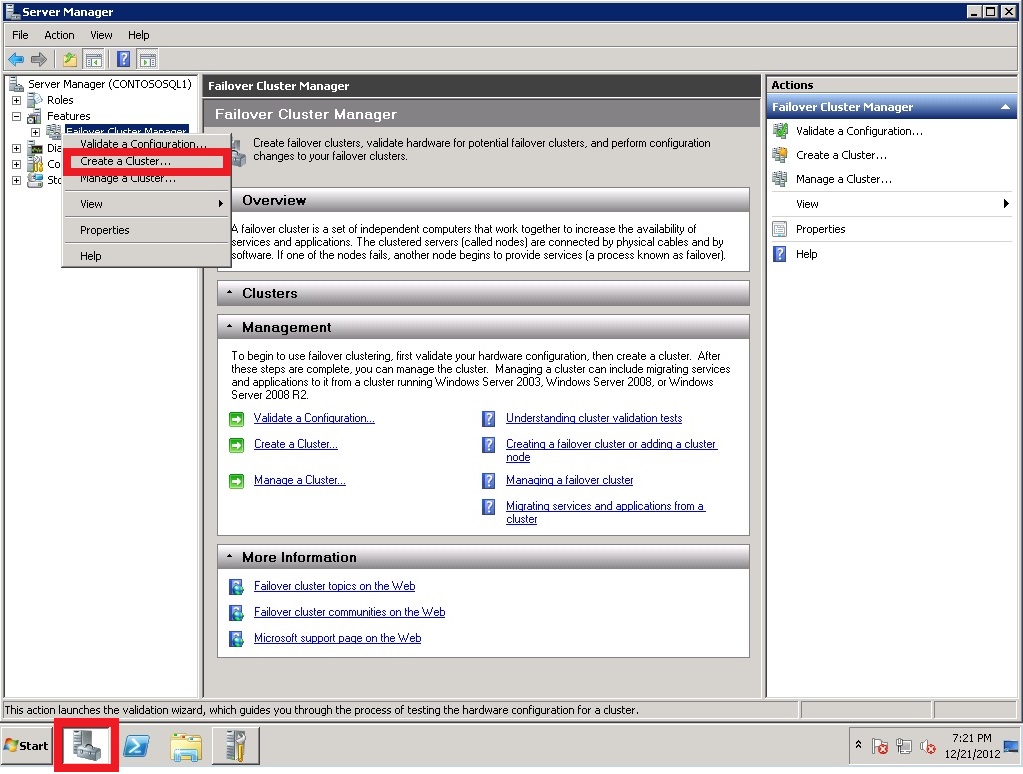 Server Manager
File Action View Help
Server Manager (CONTOSOSQL1)
Roles
Features
Failover Cluster Manager
Dia
Co
Sto
Validate a Configuration...
Create a Cluster...
Manage a Cluster...
View
Properties
Help
Failover Cluster Manager
Failover Cluster Manager
Create failover clusters, validate hardware for potential failover clusters, and perform configuration
changes to your failover clusters.
Overview
A failover cluster is a set of independent computers that work together to increase the availability of
services and applications. The clustered servers (called nodes) are connected by physical cables and by
software. If one of the nodes fails, another node begins to provide services (a process known as failover).
Clusters
Management
To begin to use failover clustering, first validate your hardware configuration, then create a cluster. After
these steps are complete, you can manage the cluster. Managing a cluster can include migrating services
and applications to it from a cluster running Windows Server 2003, Windows Server 2008, or Windows
Server 2008 R2.
Validate a Configuration...
Create a Cluster...
Manage a Cluster...
Understanding cluster validation tests
Creating a failover cluster or adding a cluster
node
Managing a failover cluster
Migrating services and applications from a
cluster
More Information
Failover cluster topics on the Web
Failover cluster communities on the Web
Microsoft support page on the Web
Actions
Failover Cluster Manager
Validate a Configuration...
Create a Cluster...
Manage a Cluster...
View
Properties
Help
This action launches the validation wizard, which guides you through the process of testing the hardware configuration for a cluster.
Start
7:21 PM
12/21/2012